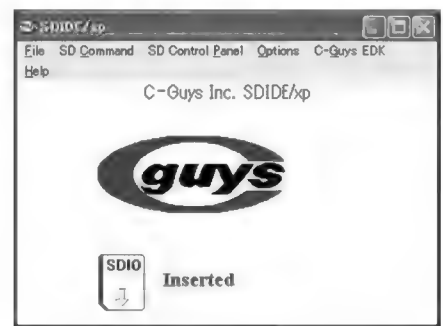 SDIDE/xp
File SD Command SD Control Panel Options C-Guys EDK
Help
C-Guys Inc. SDIDE/xp
guys
SDIO Inserted